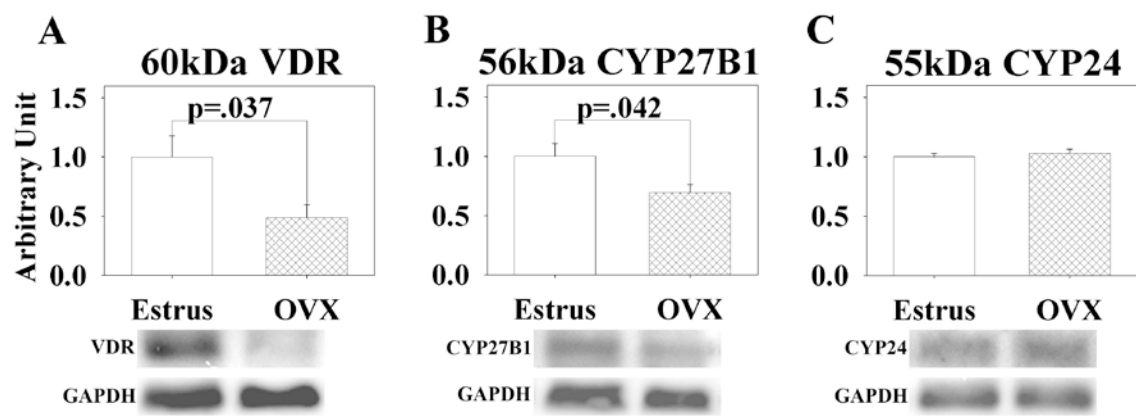 A
60kDa VDR
Arbitrary Unit
1.5
1.0
0.5
0.0
p=.037
Estrus OVX
VDR
GAPDH
B
56kDa CYP27B1
1.5
1.0
0.5
0.0
p=.042
Estrus OVX
CYP27B1
GAPDH
C
55kDa CYP24
1.5
1.0
0.5
0.0
Estrus OVX
CYP24
GAPDH